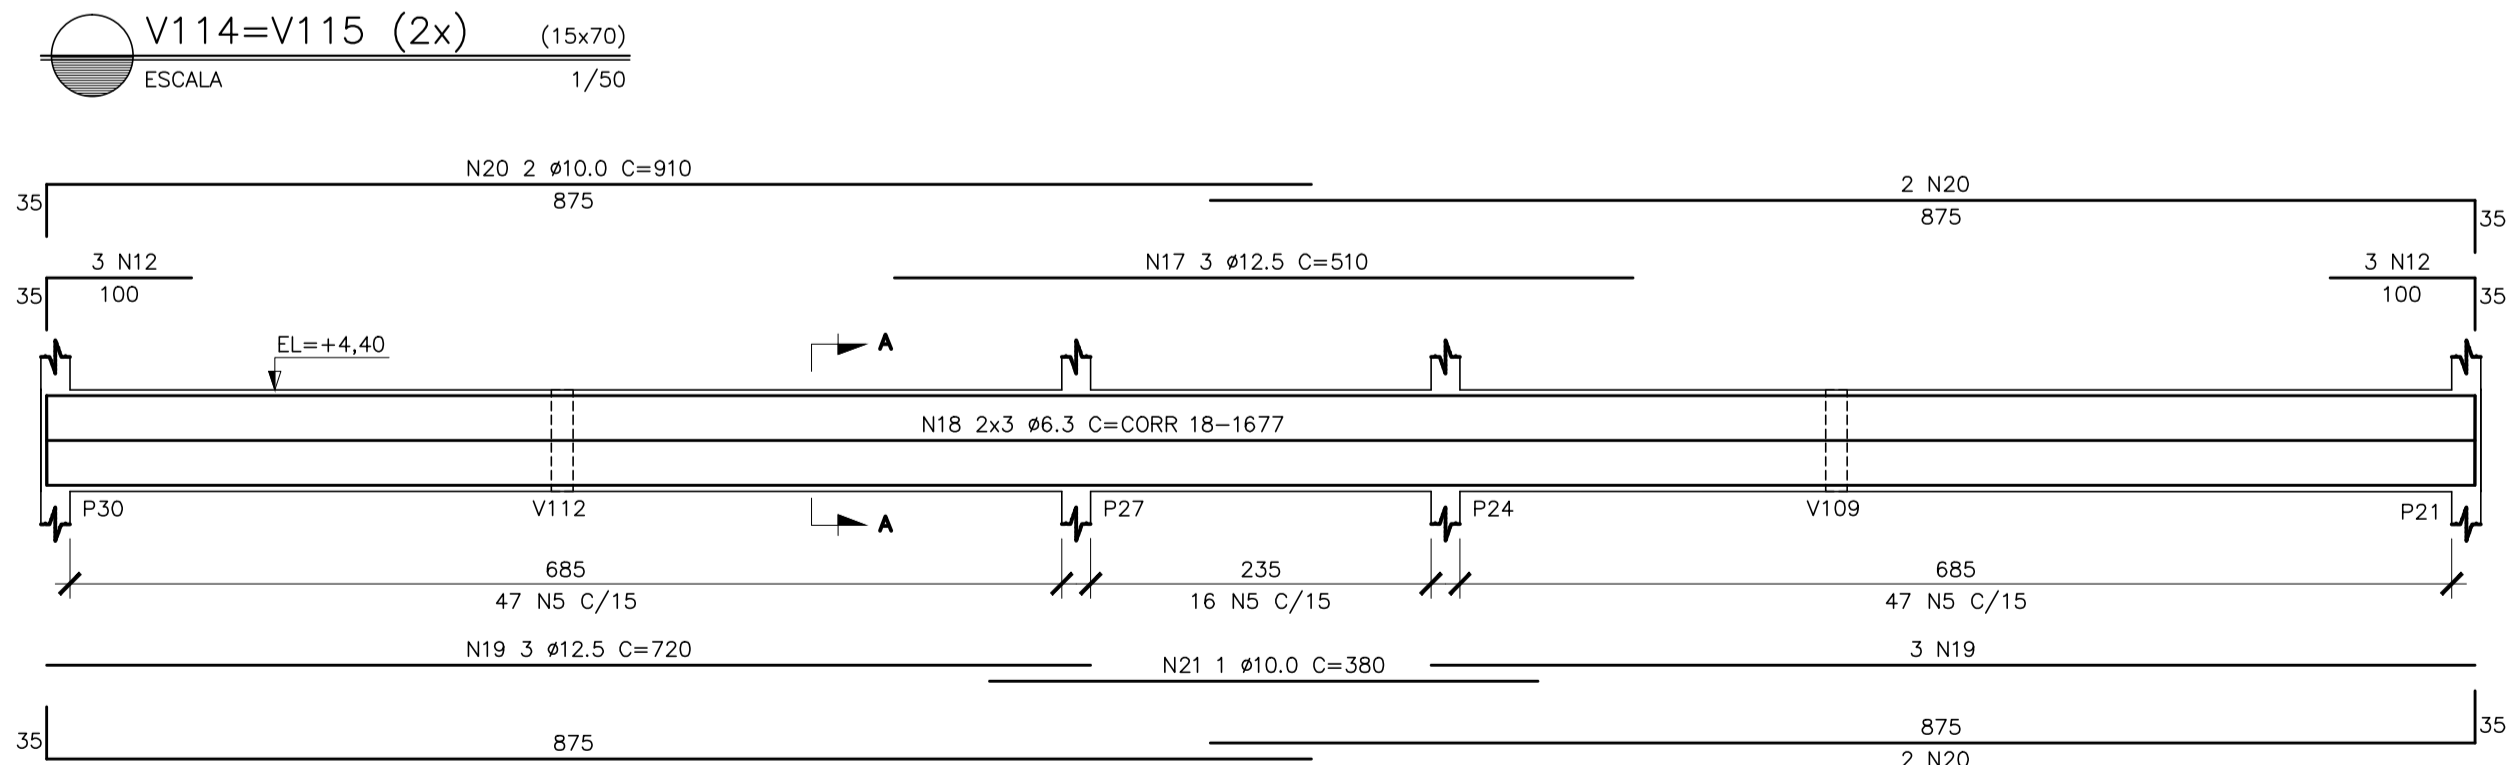 V114=V115 (2x) (15x70)
ESCALA 1/50
N20 2 ø10.0 C=910
35
875
2 N20
875
35
3 N12
35
100
N17 3 ø12.5 C=510
3 N12
100
35
EL=+4,40
A
N18 2x3 ø6.3 C=CORR 18-1677
P30
V112
A
P27
P24
V109
P21
685
235
685
47 N5 C/15
16 N5 C/15
47 N5 C/15
N19 3 ø12.5 C=720
N21 1 ø10.0 C=380
3 N19
35
875
875
35
2 N20